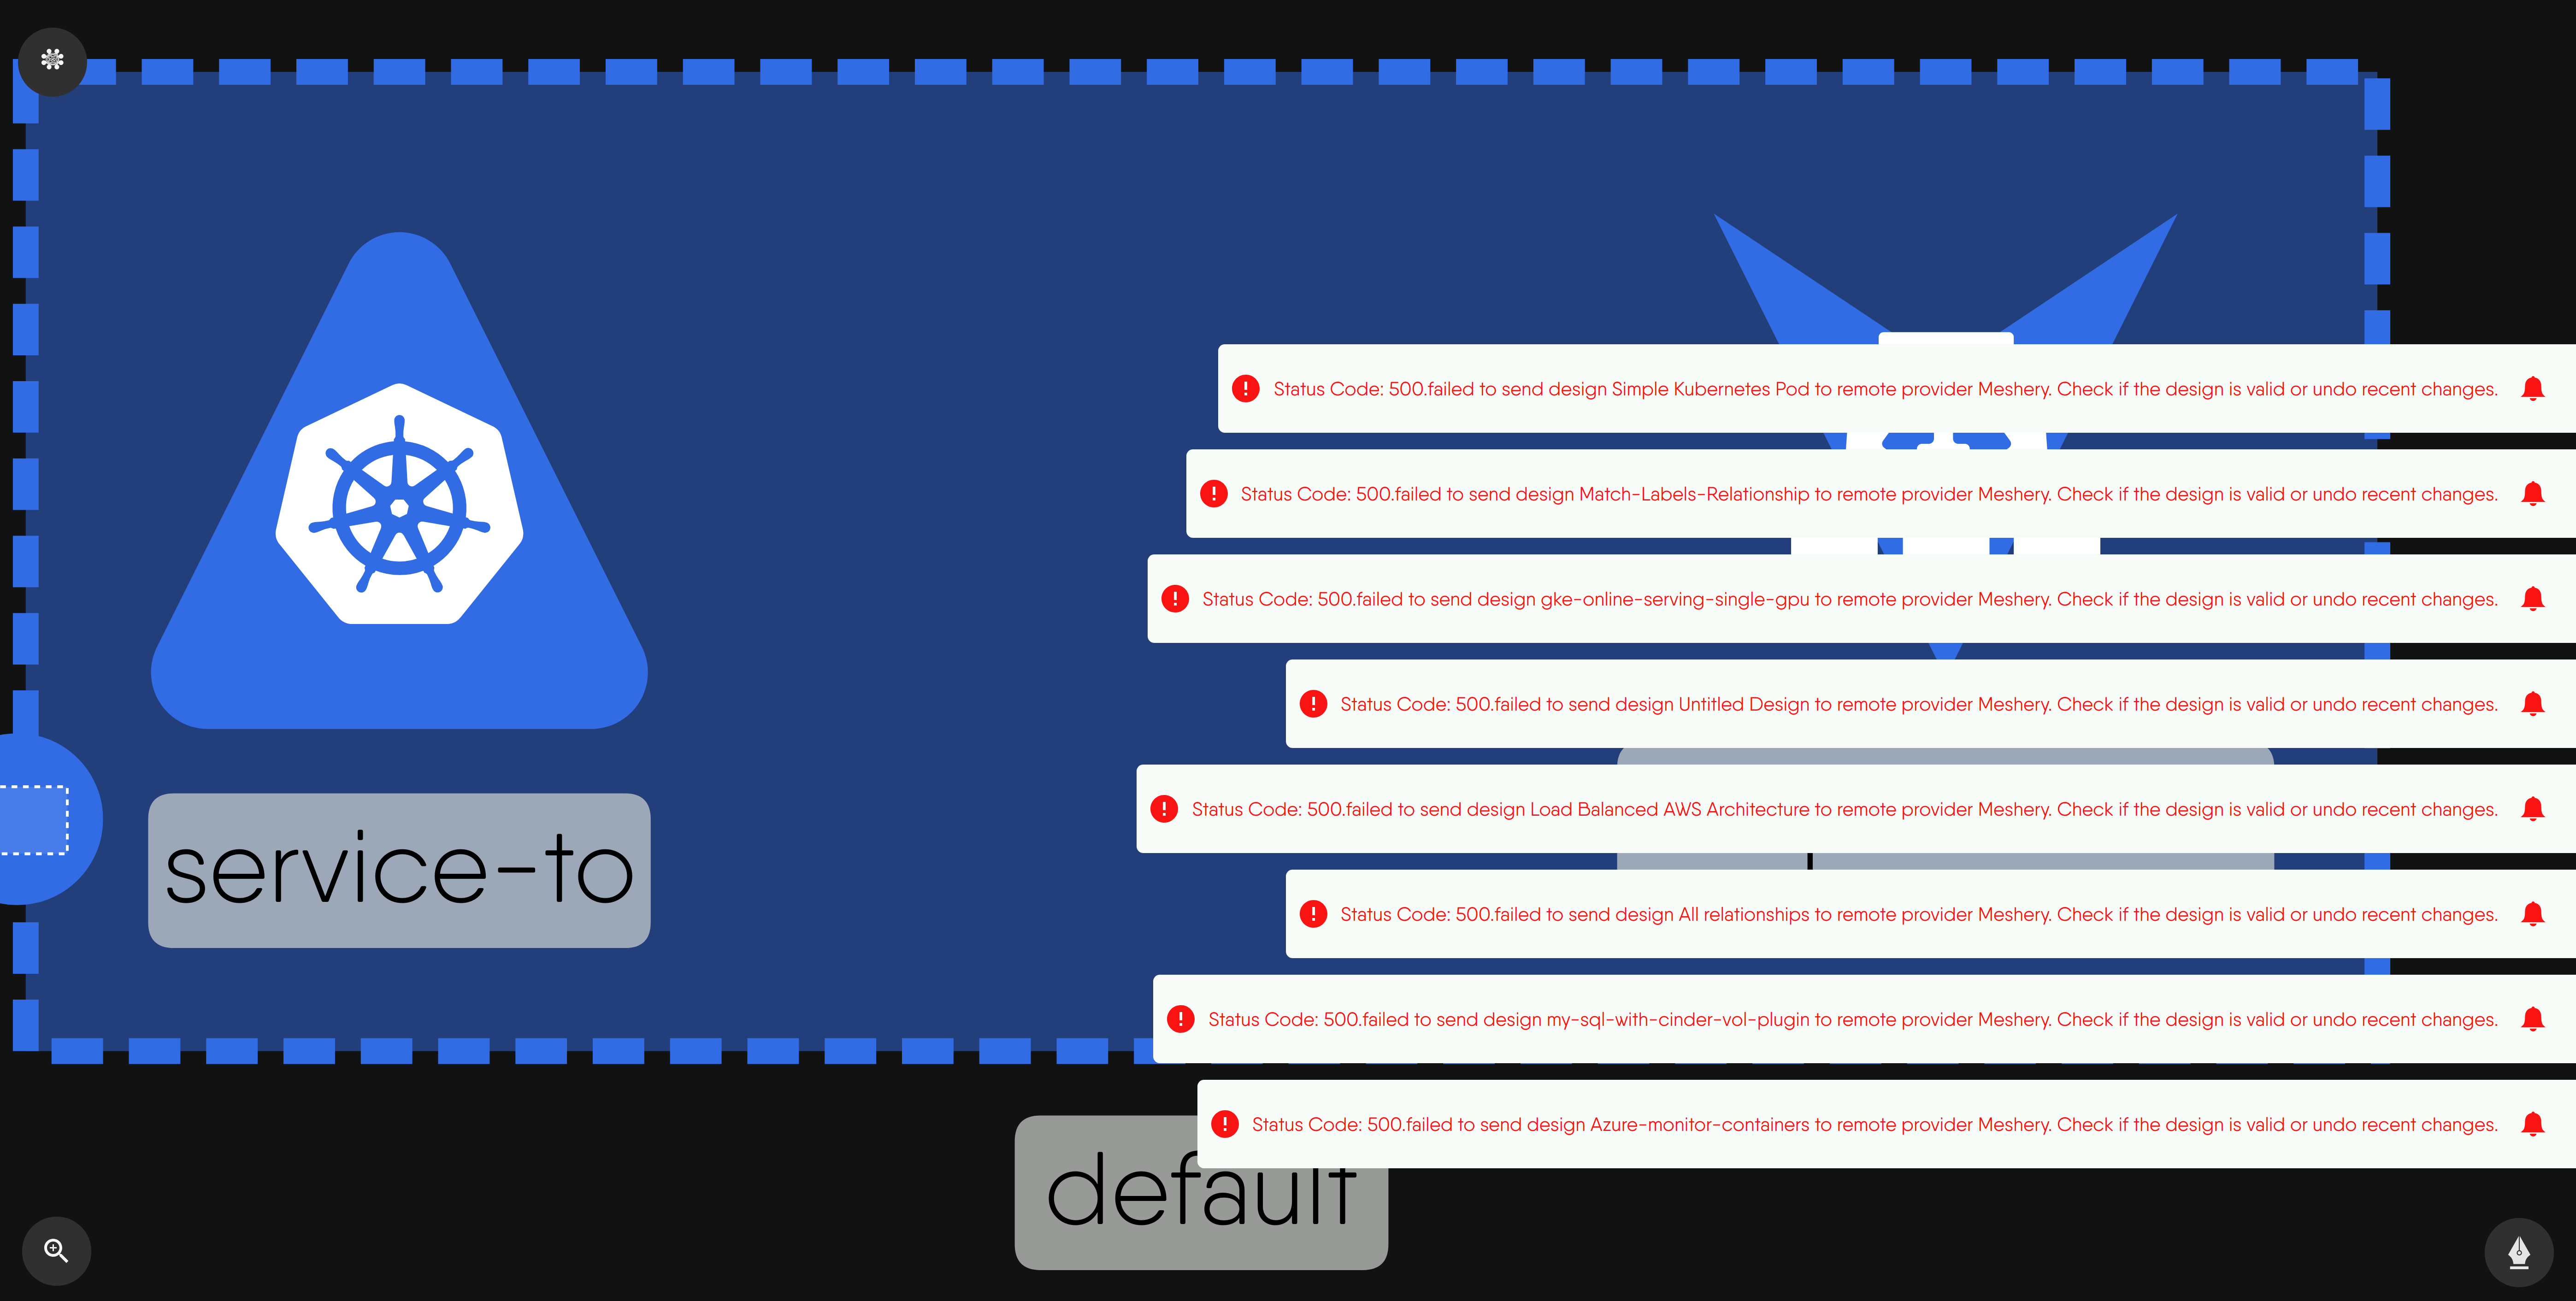 Status Code: 500.failed to send design Simple Kubernetes Pod to remote provider Meshery. Check if the design is valid or undo recent changes.
Status Code: 500.failed to send design Match-Labels-Relationship to remote provider Meshery. Check if the design is valid or undo recent changes.
Status Code: 500.failed to send design gke-online-serving-single-gpu to remote provider Meshery. Check if the design is valid or undo recent changes.
Status Code: 500.failed to send design Untitled Design to remote provider Meshery. Check if the design is valid or undo recent changes.
Status Code: 500.failed to send design Load Balanced AWS Architecture to remote provider Meshery. Check if the design is valid or undo recent changes.
service-to
Status Code: 500.failed to send design All relationships to remote provider Meshery. Check if the design is valid or undo recent changes.
Status Code: 500.failed to send design my-sql-with-cinder-vol-plugin to remote provider Meshery. Check if the design is valid or undo recent changes.
Status Code: 500.failed to send design Azure-monitor-containers to remote provider Meshery. Check if the design is valid or undo recent changes.
default